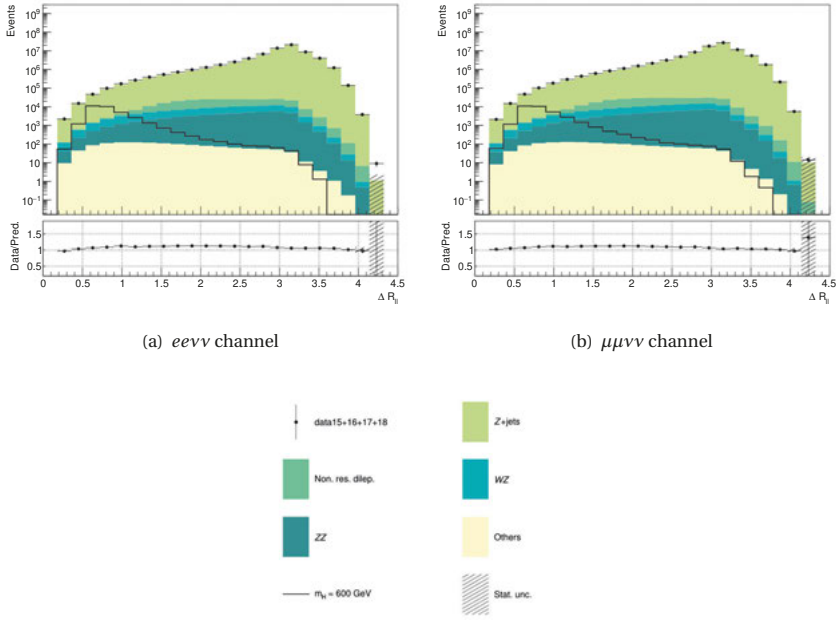 Events
10⁹
10⁸
10⁷
10⁶
10⁵
10⁴
10³
10²
10
1
10⁻¹
Data/Pred.
1.5
1
0.5
0 0.5 1 1.5 2 2.5 3 3.5 4 4.5
Δ R_ll
(a) eeνν channel
Events
10⁹
10⁸
10⁷
10⁶
10⁵
10⁴
10³
10²
10
1
10⁻¹
Data/Pred.
1.5
1
0.5
0 0.5 1 1.5 2 2.5 3 3.5 4 4.5
Δ R_ll
(b) μμνν channel
data15+16+17+18
Z+jets
Non. res. dilep.
WZ
ZZ
Others
m_H = 600 GeV
Stat. unc.